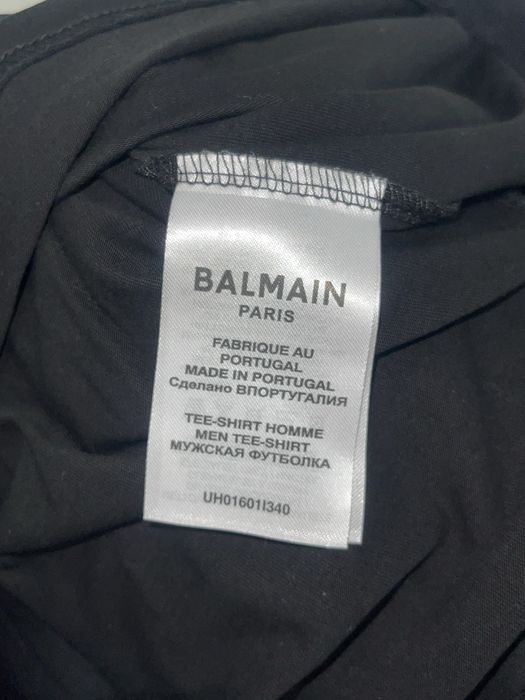 BALMAIN
PARIS
FABRIQUE AU
PORTUGAL
MADE IN PORTUGAL
Сделано ВПОРТУГАЛИЯ
TEE-SHIRT HOMME
MEN TEE-SHIRT
МУЖСКАЯ ФУТБОЛКА
UH01601I340